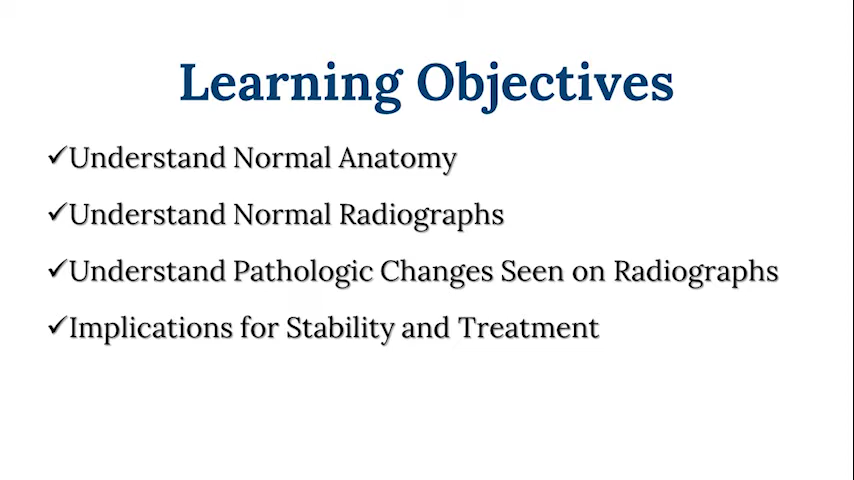 Learning Objectives
✓Understand Normal Anatomy
✓Understand Normal Radiographs
✓Understand Pathologic Changes Seen on Radiographs
✓Implications for Stability and Treatment